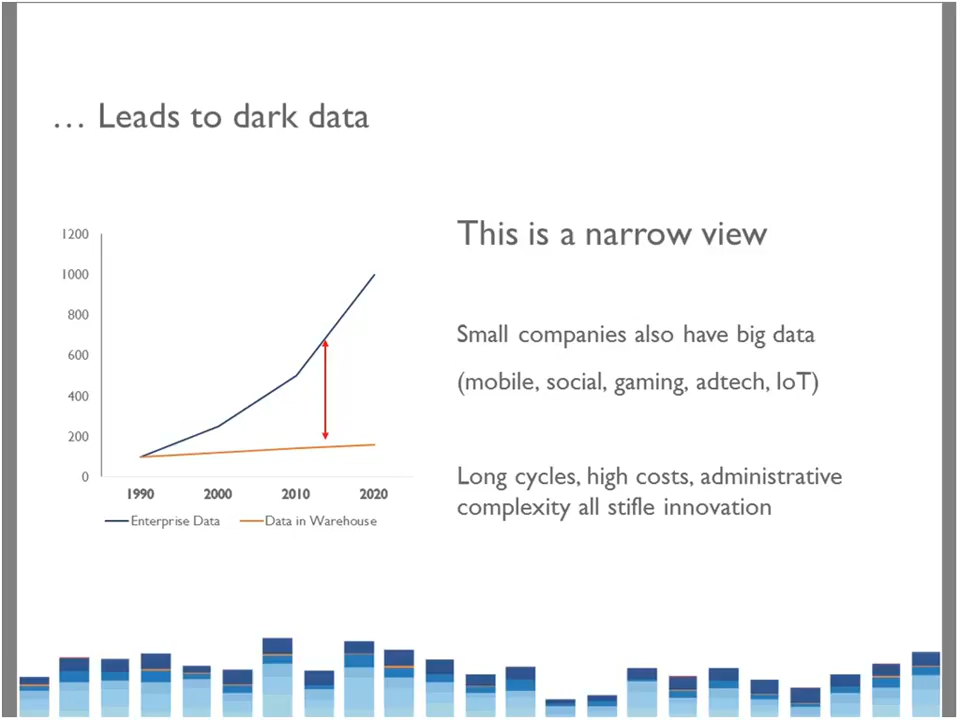 … Leads to dark data
This is a narrow view
1200
1000
800
600
400
200
0
1990 2000 2010 2020
Enterprise Data Data in Warehouse
Small companies also have big data
(mobile, social, gaming, adtech, IoT)
Long cycles, high costs, administrative
complexity all stifle innovation